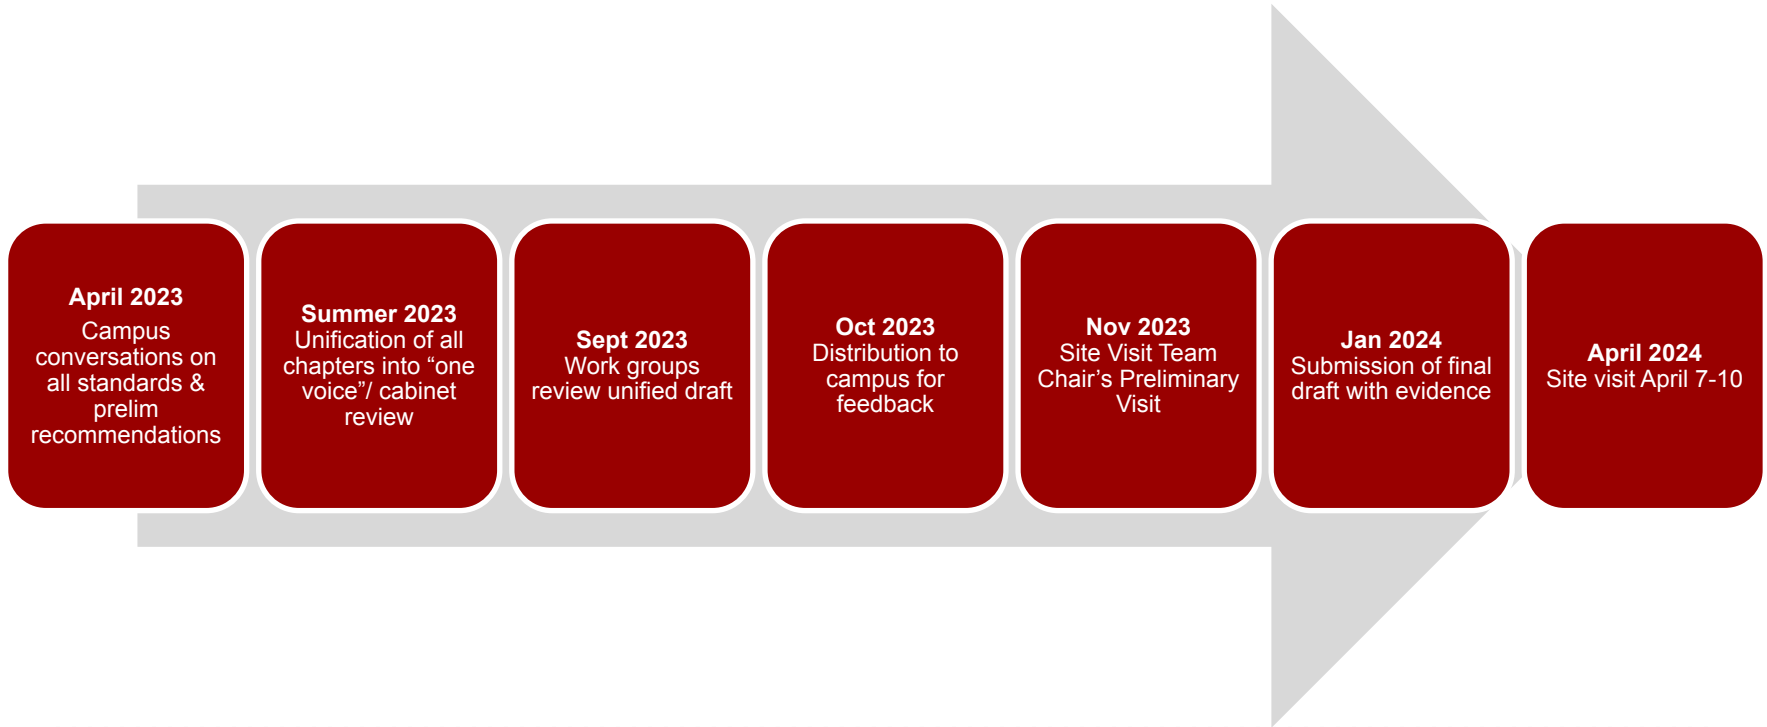 April 2023
Campus
conversations on
all standards &
prelim
recommendations
Summer 2023
Unification of all
chapters into “one
voice”/ cabinet
review
Sept 2023
Work groups
review unified draft
Oct 2023
Distribution to
campus for
feedback
Nov 2023
Site Visit Team
Chair’s Preliminary
Visit
Jan 2024
Submission of final
draft with evidence
April 2024
Site visit April 7-10